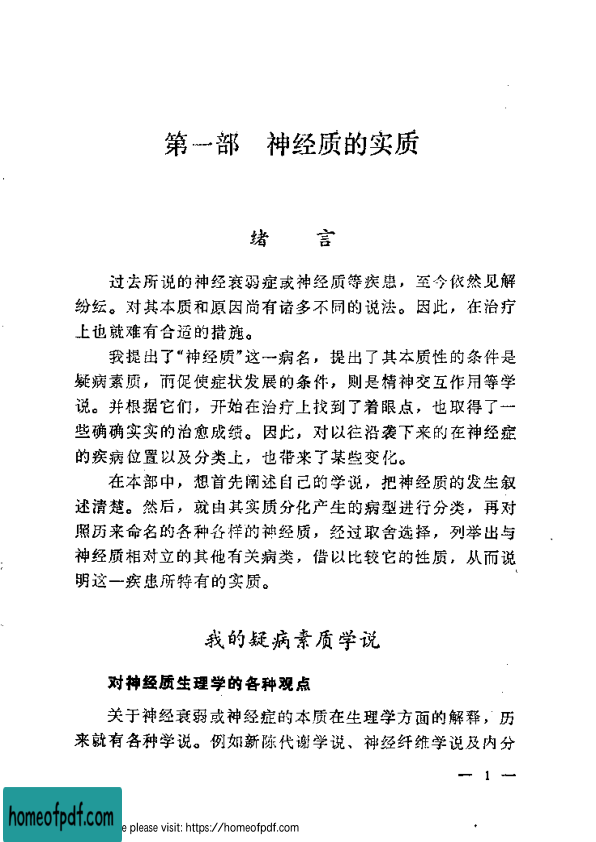 第一部 神经质的实质
绪 言
过去所说的神经衰弱症或神经质等疾患，至今依然见解
纷纭。对其本质和原因尚有诸多不同的说法。因此，在治疗
上也就难有合适的措施。
我提出了“神经质”这一病名，提出了其本质性的条件是
疑病素质，而促使症状发展的条件，则是精神交互作用等学
说。并根据它们，开始在治疗上找到了着眼点，也取得了一
些确确实实的治愈成绩。因此，对以往沿袭下来的在神经症
的疾病位置以及分类上，也带来了某些变化。
在本部中，想首先阐述自己的学说，把神经质的发生叙
述清楚。然后，就由其实质分化产生的病型进行分类，再对
照历来命名的各种各样的神经质，经过取舍选择，列举出与
神经质相对立的其他有关病类，借以比较它的性质，从而说
明这一疾患所特有的实质。
我的疑病素质学说
对神经质生理学的各种观点
关于神经衰弱或神经症的本质在生理学方面的解释，历
来就有各种学说。例如新陈代谢学说、神经纤维学说及内分
— 1 —
homeofpdf.com
e please visit: https://homeofpdf.com